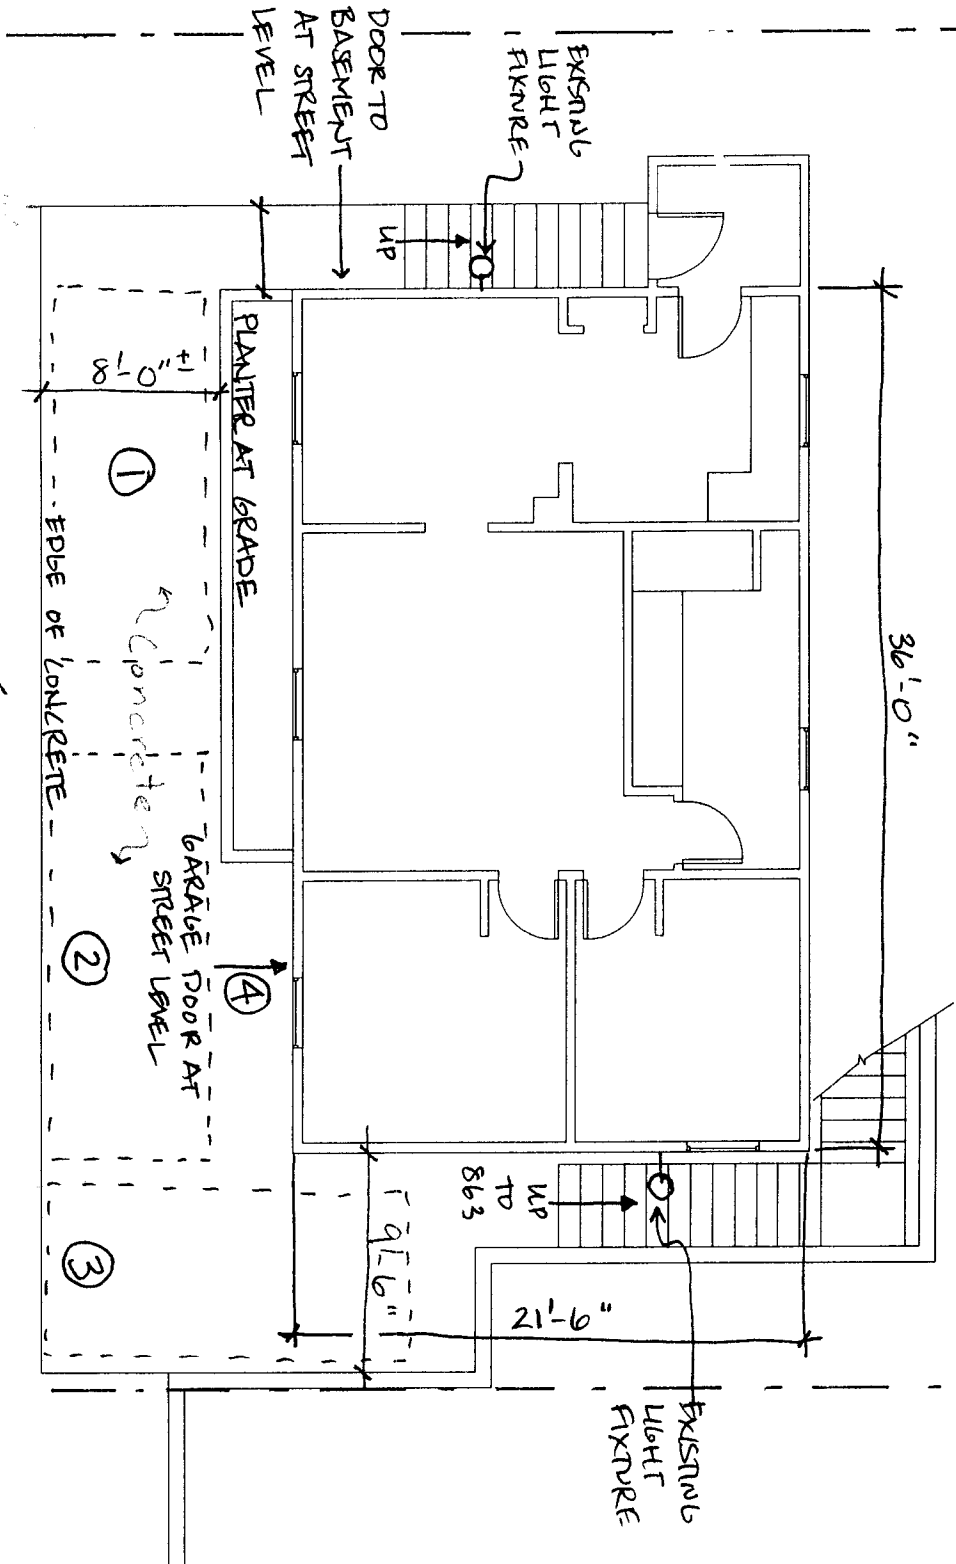 DOOR TO
BASEMENT
AT STREET
LEVEL
EXISTING
LIGHT
FIXTURE
UP
36'-0"
PLANTER AT GRADE
8'-0" ±
①
EDGE OF CONCRETE
Concrete
GARAGE DOOR AT
STREET LEVEL
②
④
③
UP
TO
863
9'-6"
21'-6"
EXISTING
LIGHT
FIXTURE